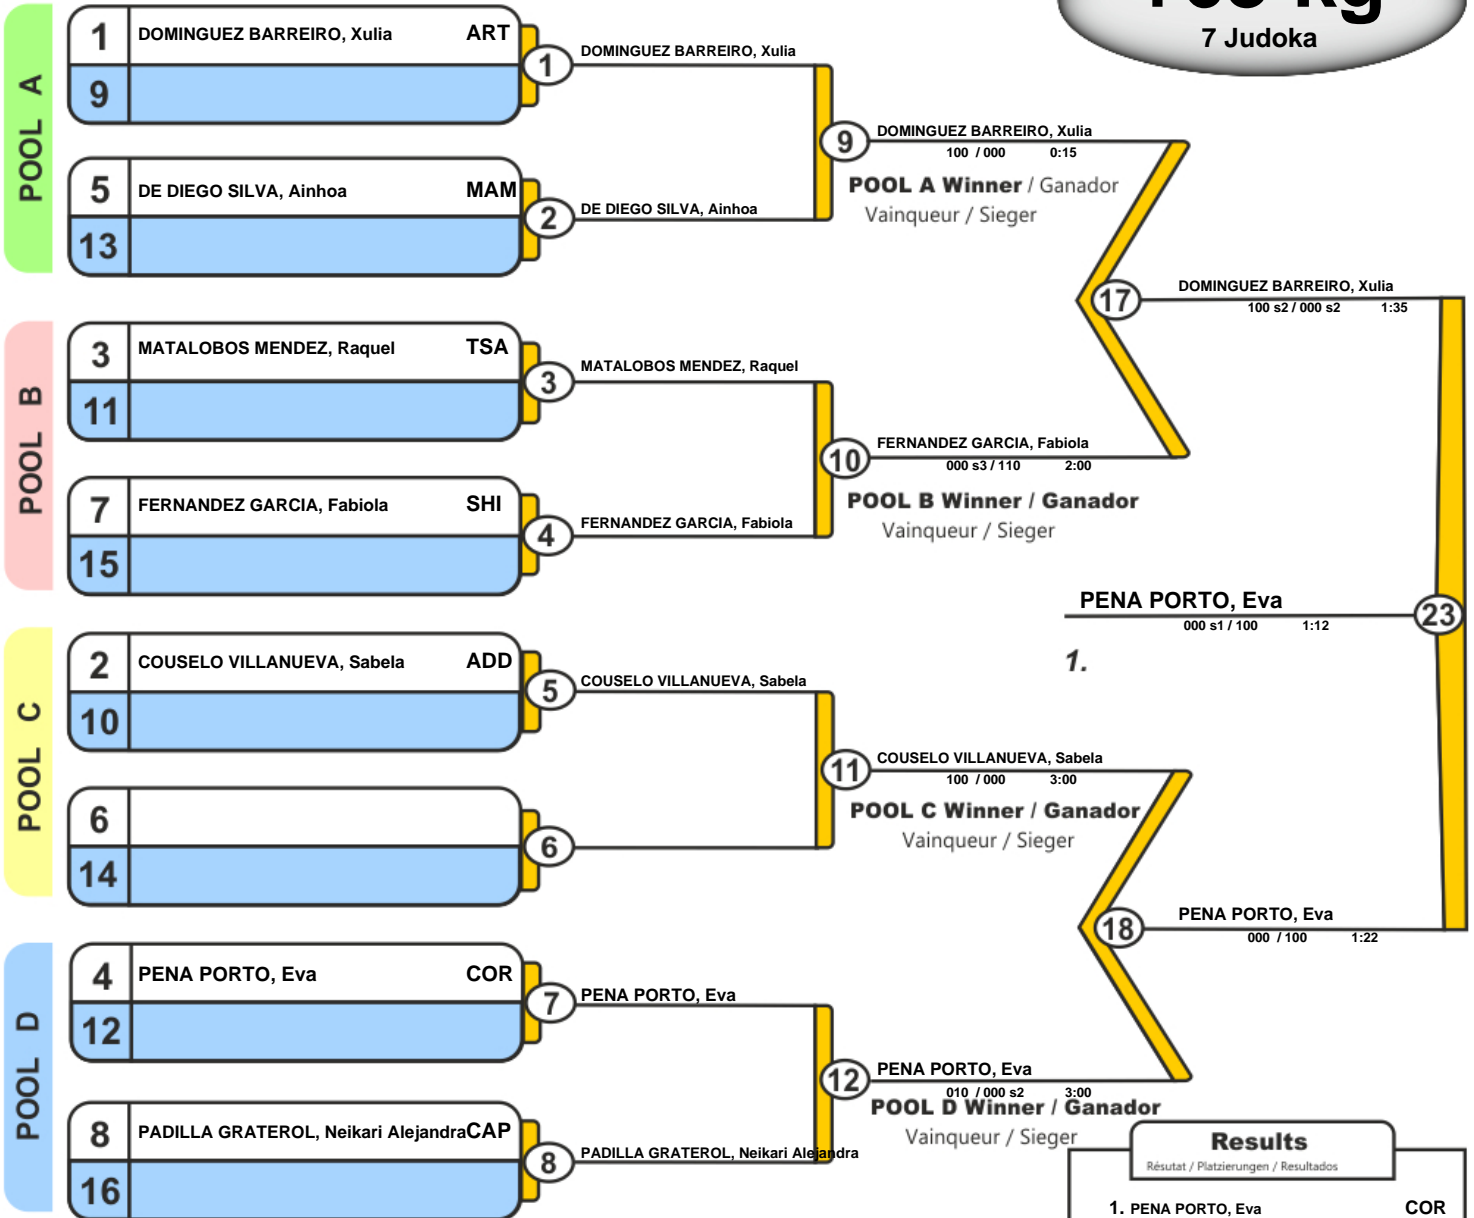 7 Judoka
POOL A
1 DOMINGUEZ BARREIRO, Xulia ART
9
1
DOMINGUEZ BARREIRO, Xulia
5 DE DIEGO SILVA, Ainhoa MAM
13
2
DE DIEGO SILVA, Ainhoa
9
DOMINGUEZ BARREIRO, Xulia
100 / 000 0:15
POOL A Winner / Ganador
Vainqueur / Sieger
POOL B
3 MATALOBOS MENDEZ, Raquel TSA
11
3
MATALOBOS MENDEZ, Raquel
7 FERNANDEZ GARCIA, Fabiola SHI
15
4
FERNANDEZ GARCIA, Fabiola
10
FERNANDEZ GARCIA, Fabiola
000 s3 / 110 2:00
POOL B Winner / Ganador
Vainqueur / Sieger
17
DOMINGUEZ BARREIRO, Xulia
100 s2 / 000 s2 1:35
PENA PORTO, Eva
000 s1 / 100 1:12
23
1.
POOL C
2 COUSELO VILLANUEVA, Sabela ADD
10
5
COUSELO VILLANUEVA, Sabela
6
14
6
11
COUSELO VILLANUEVA, Sabela
100 / 000 3:00
POOL C Winner / Ganador
Vainqueur / Sieger
18
PENA PORTO, Eva
000 / 100 1:22
POOL D
4 PENA PORTO, Eva COR
12
7
PENA PORTO, Eva
8 PADILLA GRATEROL, Neikari Alejandra CAP
16
8
PADILLA GRATEROL, Neikari Alejandra
12
PENA PORTO, Eva
010 / 000 s2 3:00
POOL D Winner / Ganador
Vainqueur / Sieger
Results
Résutat / Platzierungen / Resultados
1. PENA PORTO, Eva COR